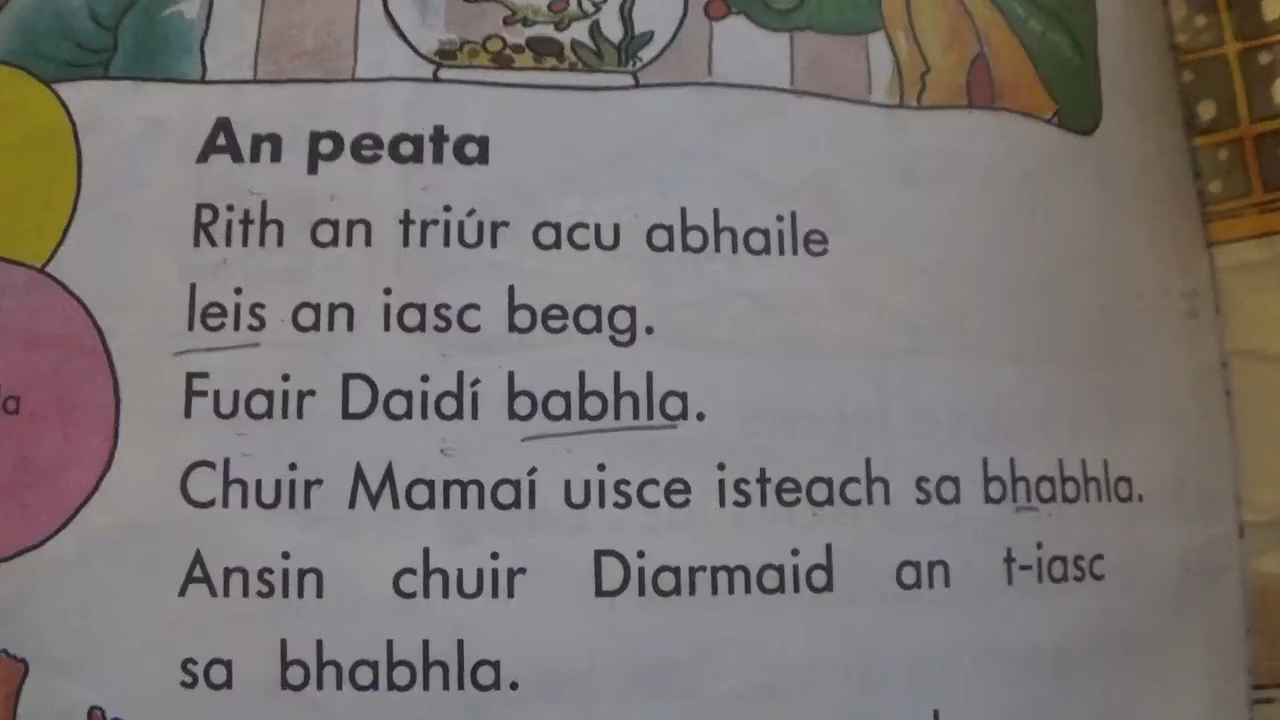 An peata
Rith an triúr acu abhaile
leis an iasc beag.
Fuair Daidí babhla.
Chuir Mamaí uisce isteach sa bhabhla.
Ansin chuir Diarmaid an t-iasc
sa bhabhla.